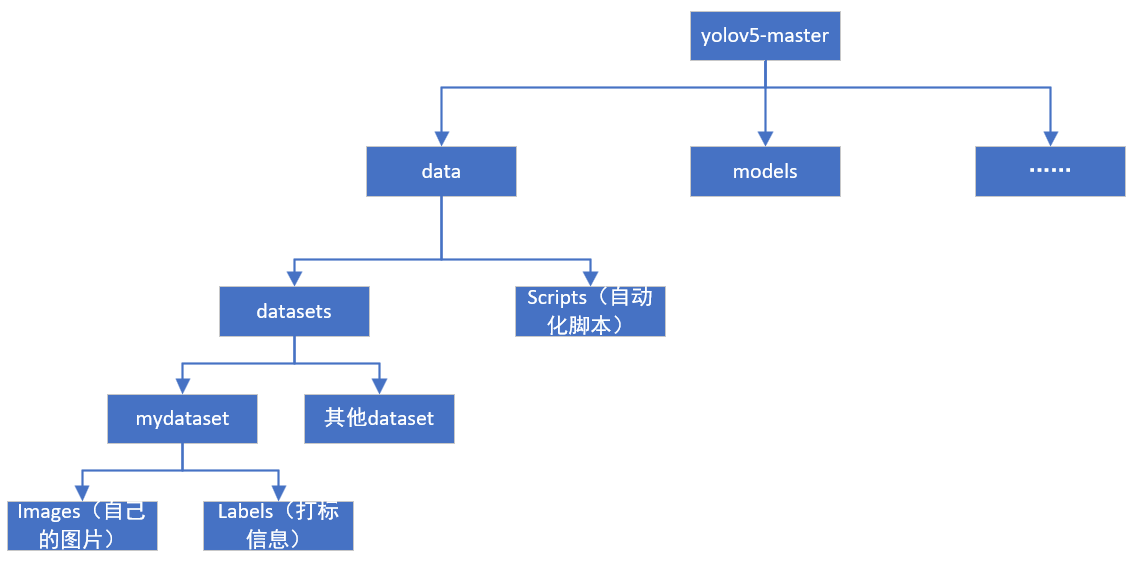 yolov5-master
data
models
······
datasets
Scripts（自动
化脚本）
mydataset
其他dataset
Images（自己
的图片）
Labels（打标
信息）